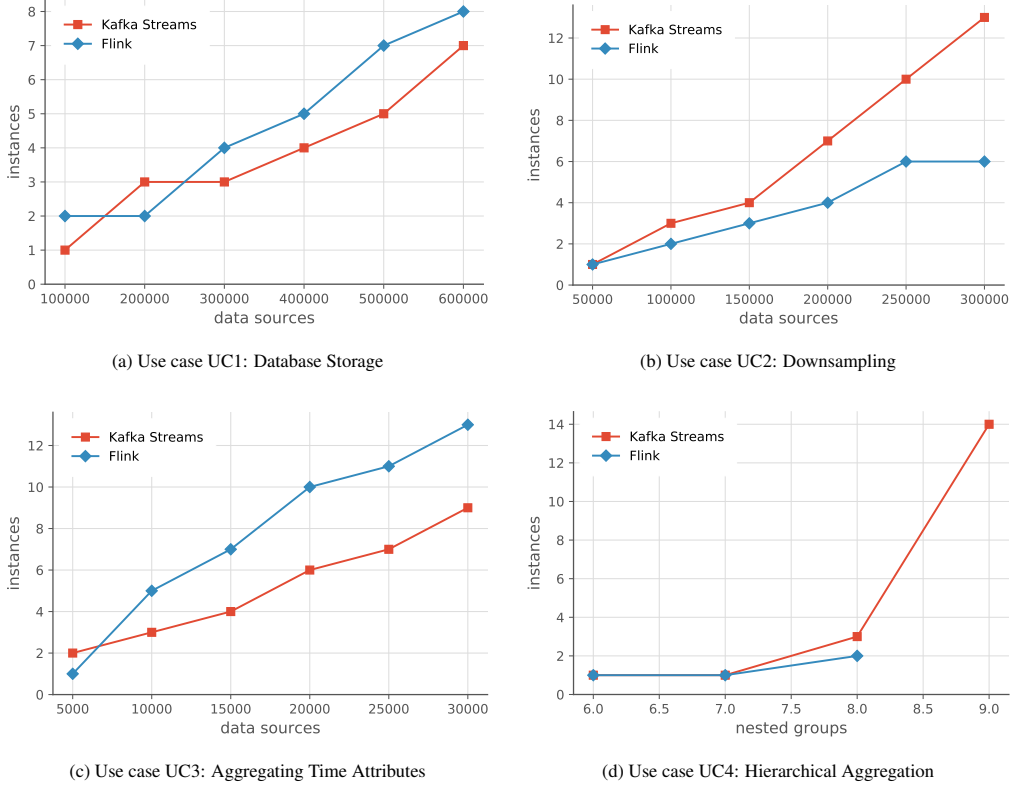 8
7
6
5
4
3
2
1
0
instances
Kafka Streams
Flink
100000 200000 300000 400000 500000 600000
data sources
(a) Use case UC1: Database Storage
12
10
8
6
4
2
0
instances
Kafka Streams
Flink
50000 100000 150000 200000 250000 300000
data sources
(b) Use case UC2: Downsampling
12
10
8
6
4
2
0
instances
Kafka Streams
Flink
5000 10000 15000 20000 25000 30000
data sources
(c) Use case UC3: Aggregating Time Attributes
14
12
10
8
6
4
2
0
instances
Kafka Streams
Flink
6.0 6.5 7.0 7.5 8.0 8.5 9.0
nested groups
(d) Use case UC4: Hierarchical Aggregation